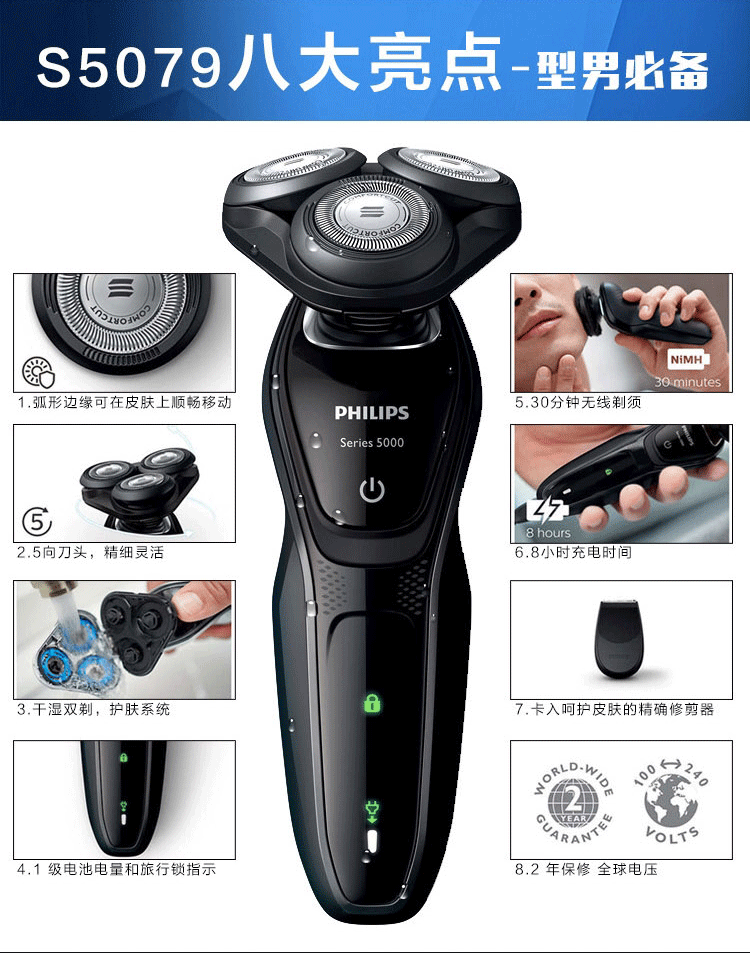 S5079八大亮点-型男必备
COMFORTCUT
COMFORTCUT
1.弧形边缘可在皮肤上顺畅移动
5
2.5向刀头，精细灵活
3.干湿双剃，护肤系统
4.1 级电池电量和旅行锁指示
PHILIPS
Series 5000
NiMH
30 minutes
5.30分钟无线剃须
8 hours
6.8小时充电时间
7.卡入呵护皮肤的精确修剪器
WORLD-WIDE
2
YEAR
GUARANTEE
100↔240
VOLTS
8.2 年保修 全球电压